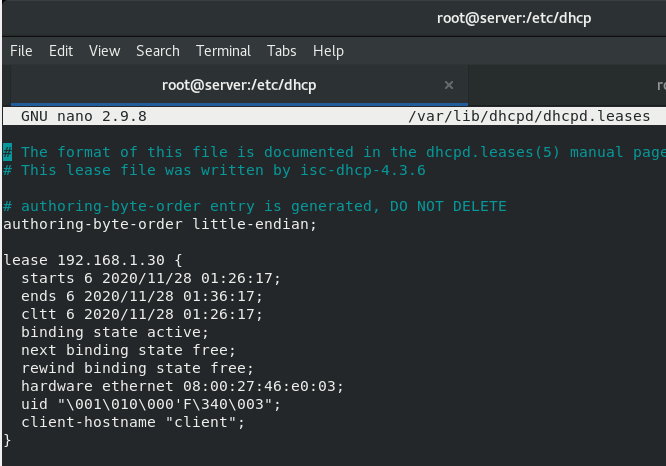 root@server:/etc/dhcp
File Edit View Search Terminal Tabs Help
root@server:/etc/dhcp ×
GNU nano 2.9.8 /var/lib/dhcpd/dhcpd.leases
# The format of this file is documented in the dhcpd.leases(5) manual page
# This lease file was written by isc-dhcp-4.3.6
# authoring-byte-order entry is generated, DO NOT DELETE
authoring-byte-order little-endian;
lease 192.168.1.30 {
starts 6 2020/11/28 01:26:17;
ends 6 2020/11/28 01:36:17;
cltt 6 2020/11/28 01:26:17;
binding state active;
next binding state free;
rewind binding state free;
hardware ethernet 08:00:27:46:e0:03;
uid "\001\010\000'F\340\003";
client-hostname "client";
}